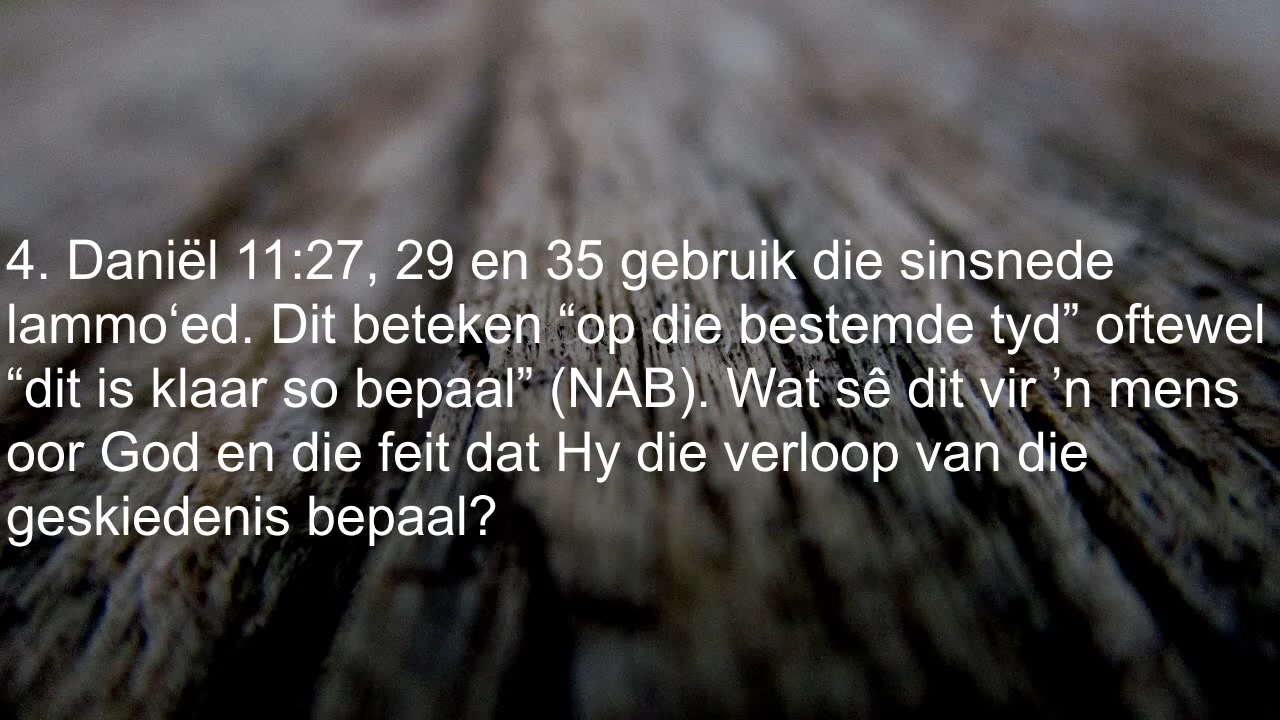 4. Daniël 11:27, 29 en 35 gebruik die sinsnede
lammo‘ed. Dit beteken “op die bestemde tyd” oftewel
“dit is klaar so bepaal” (NAB). Wat sê dit vir ’n mens
oor God en die feit dat Hy die verloop van die
geskiedenis bepaal?